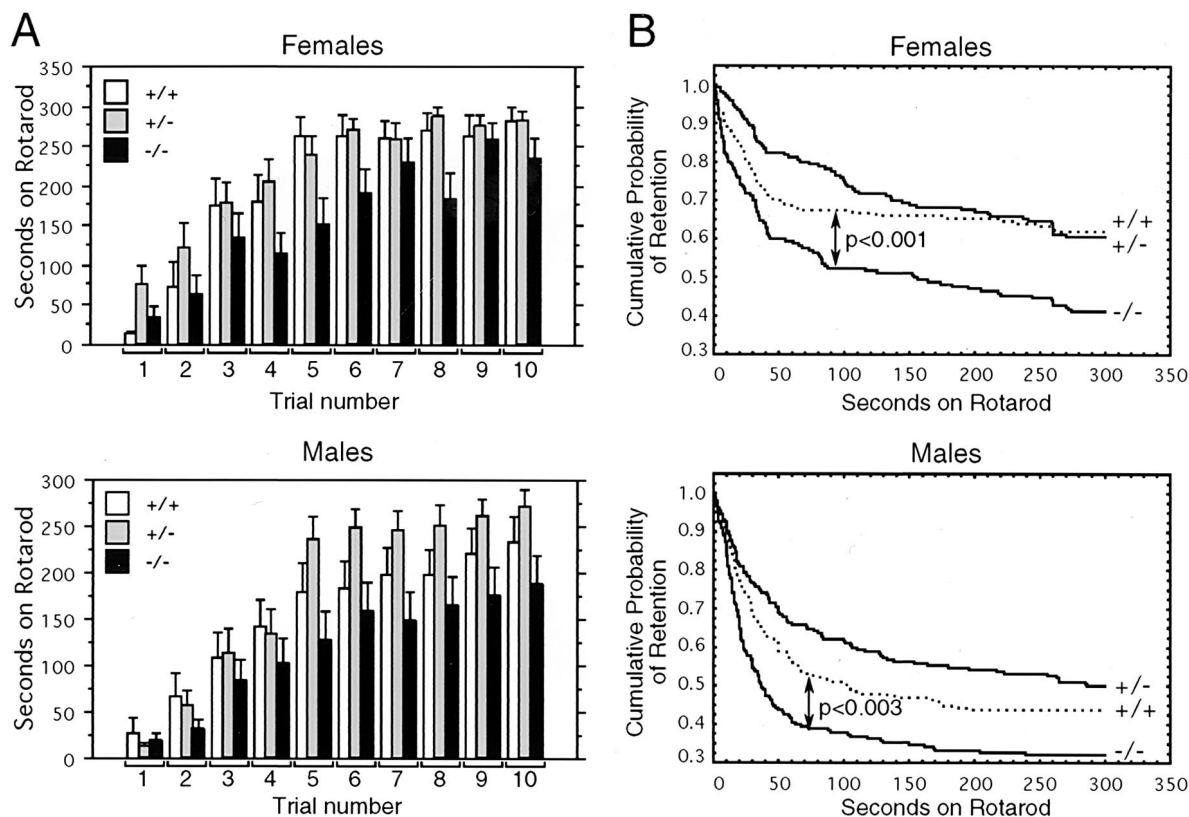 A
Females
350
300
250
200
150
100
50
0
Seconds on Rotarod
+/+
+/-
-/-
1 2 3 4 5 6 7 8 9 10
Trial number
Males
300
250
200
150
100
50
0
Seconds on Rotarod
+/+
+/-
-/-
1 2 3 4 5 6 7 8 9 10
Trial number
B
Females
1.0
0.9
0.8
0.7
0.6
0.5
0.4
0.3
Cumulative Probability
of Retention
+/+
+/-
p<0.001
-/-
0 50 100 150 200 250 300 350
Seconds on Rotarod
Males
1.0
0.9
0.8
0.7
0.6
0.5
0.4
0.3
Cumulative Probability
of Retention
+/-
+/+
p<0.003
-/-
0 50 100 150 200 250 300 350
Seconds on Rotarod